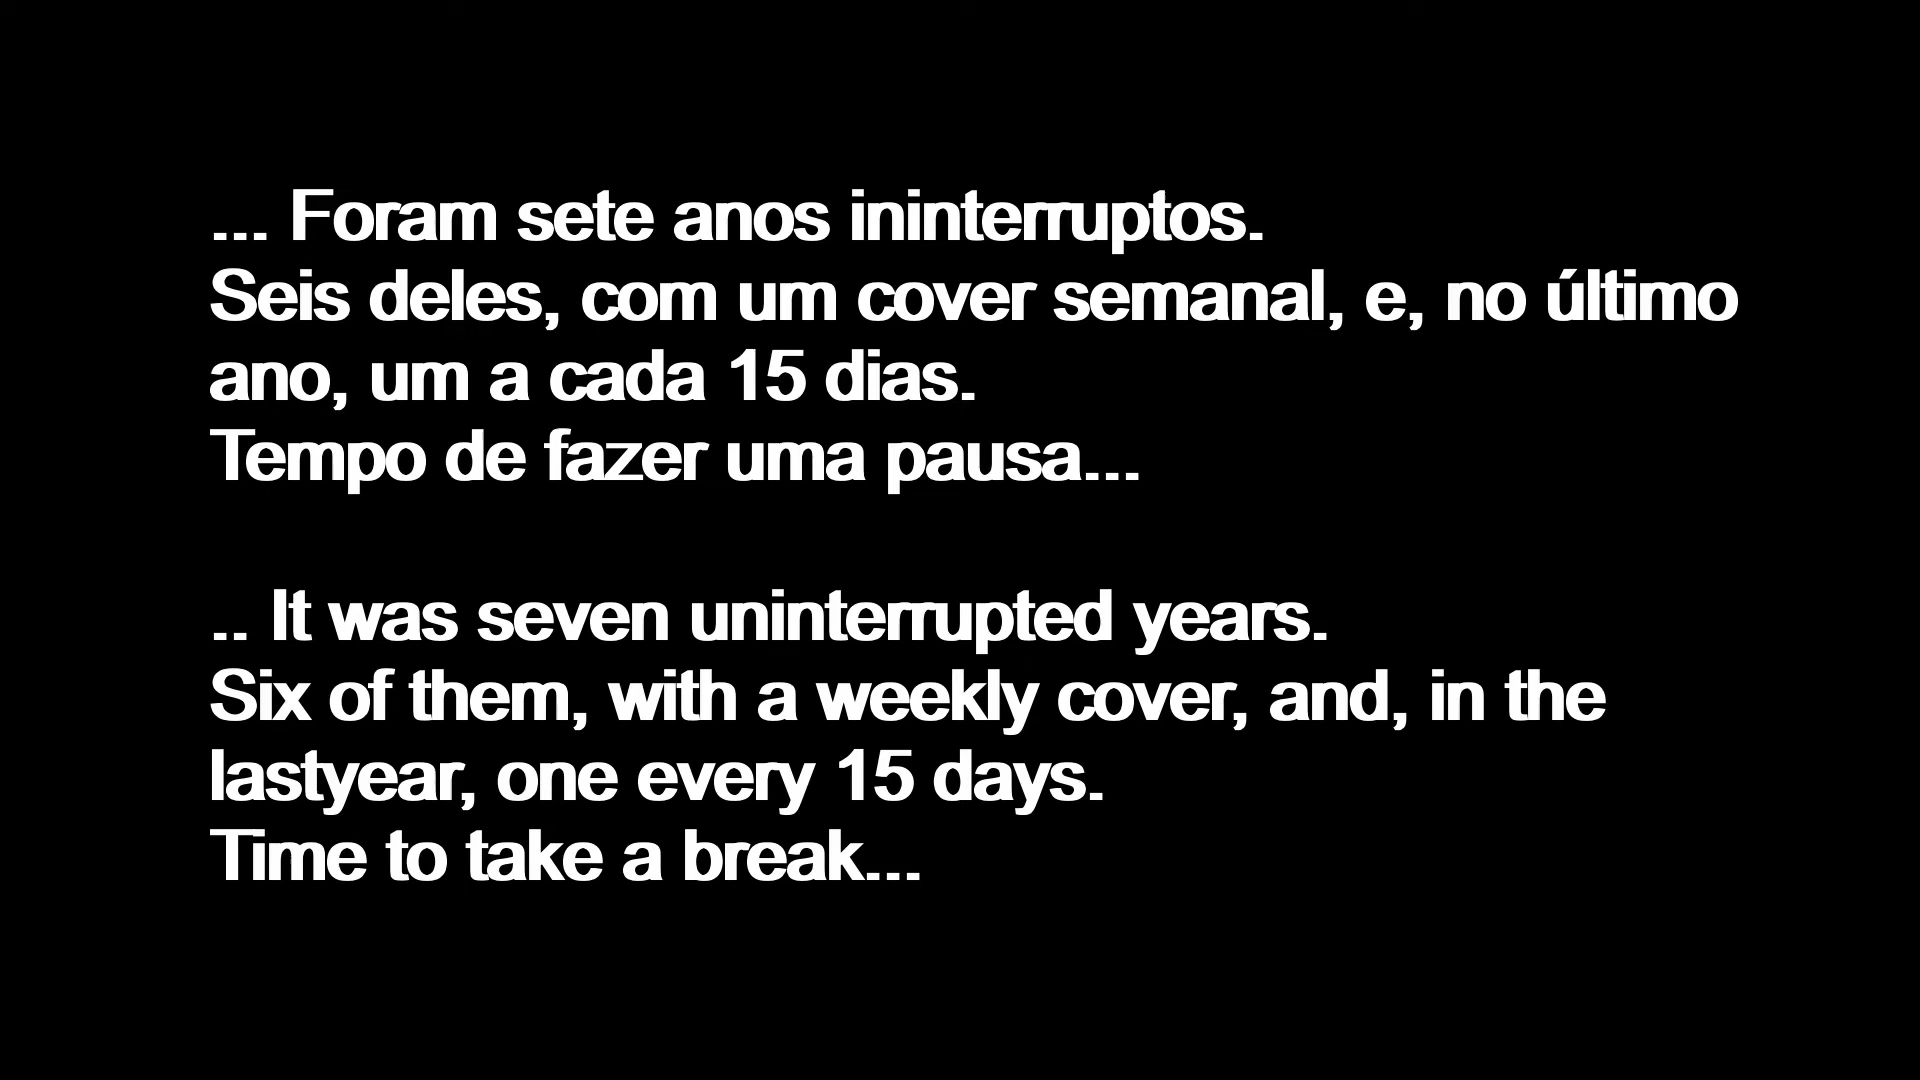 ... Foram sete anos ininterruptos.
Seis deles, com um cover semanal, e, no último
ano, um a cada 15 dias.
Tempo de fazer uma pausa...
.. It was seven uninterrupted years.
Six of them, with a weekly cover, and, in the
lastyear, one every 15 days.
Time to take a break...